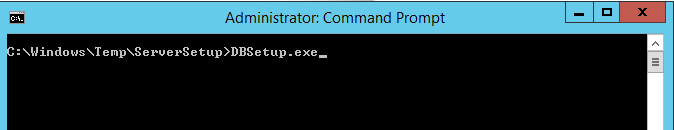 Administrator: Command Prompt
C:\Windows\Temp\ServerSetup>DBSetup.exe_